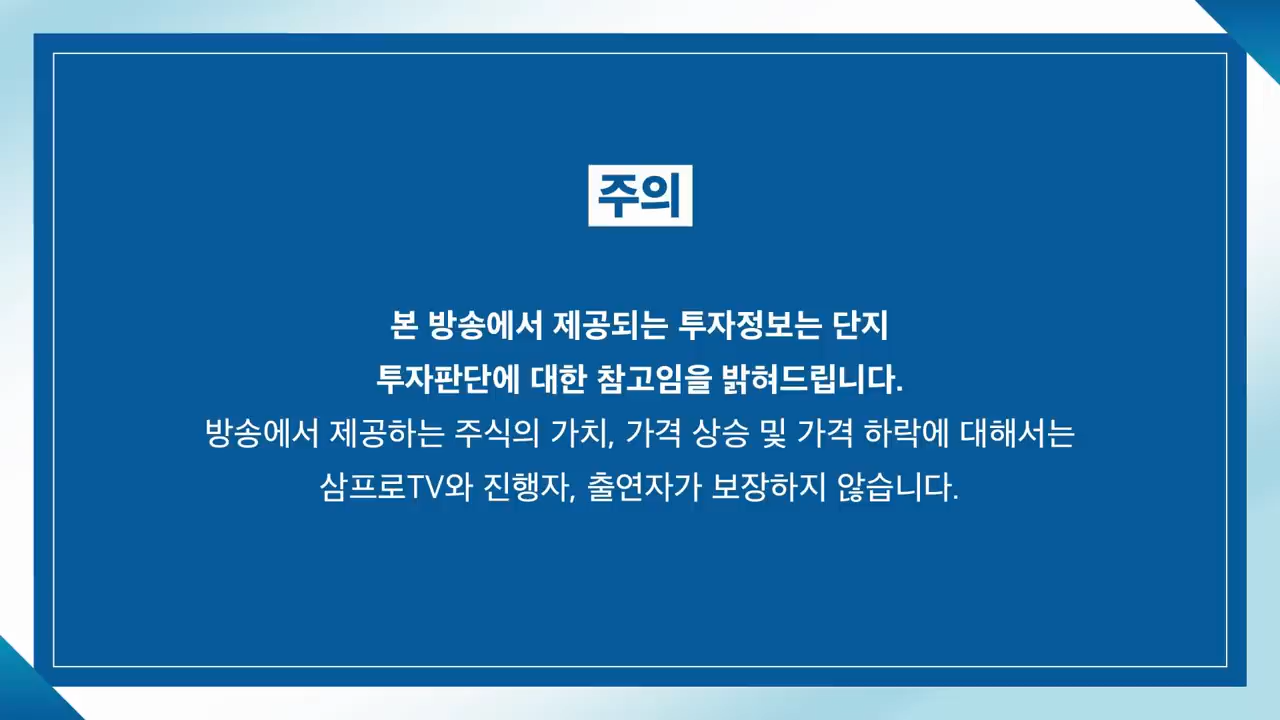 주의
본 방송에서 제공되는 투자정보는 단지
투자판단에 대한 참고임을 밝혀드립니다.
방송에서 제공하는 주식의 가치, 가격 상승 및 가격 하락에 대해서는
삼프로TV와 진행자, 출연자가 보장하지 않습니다.